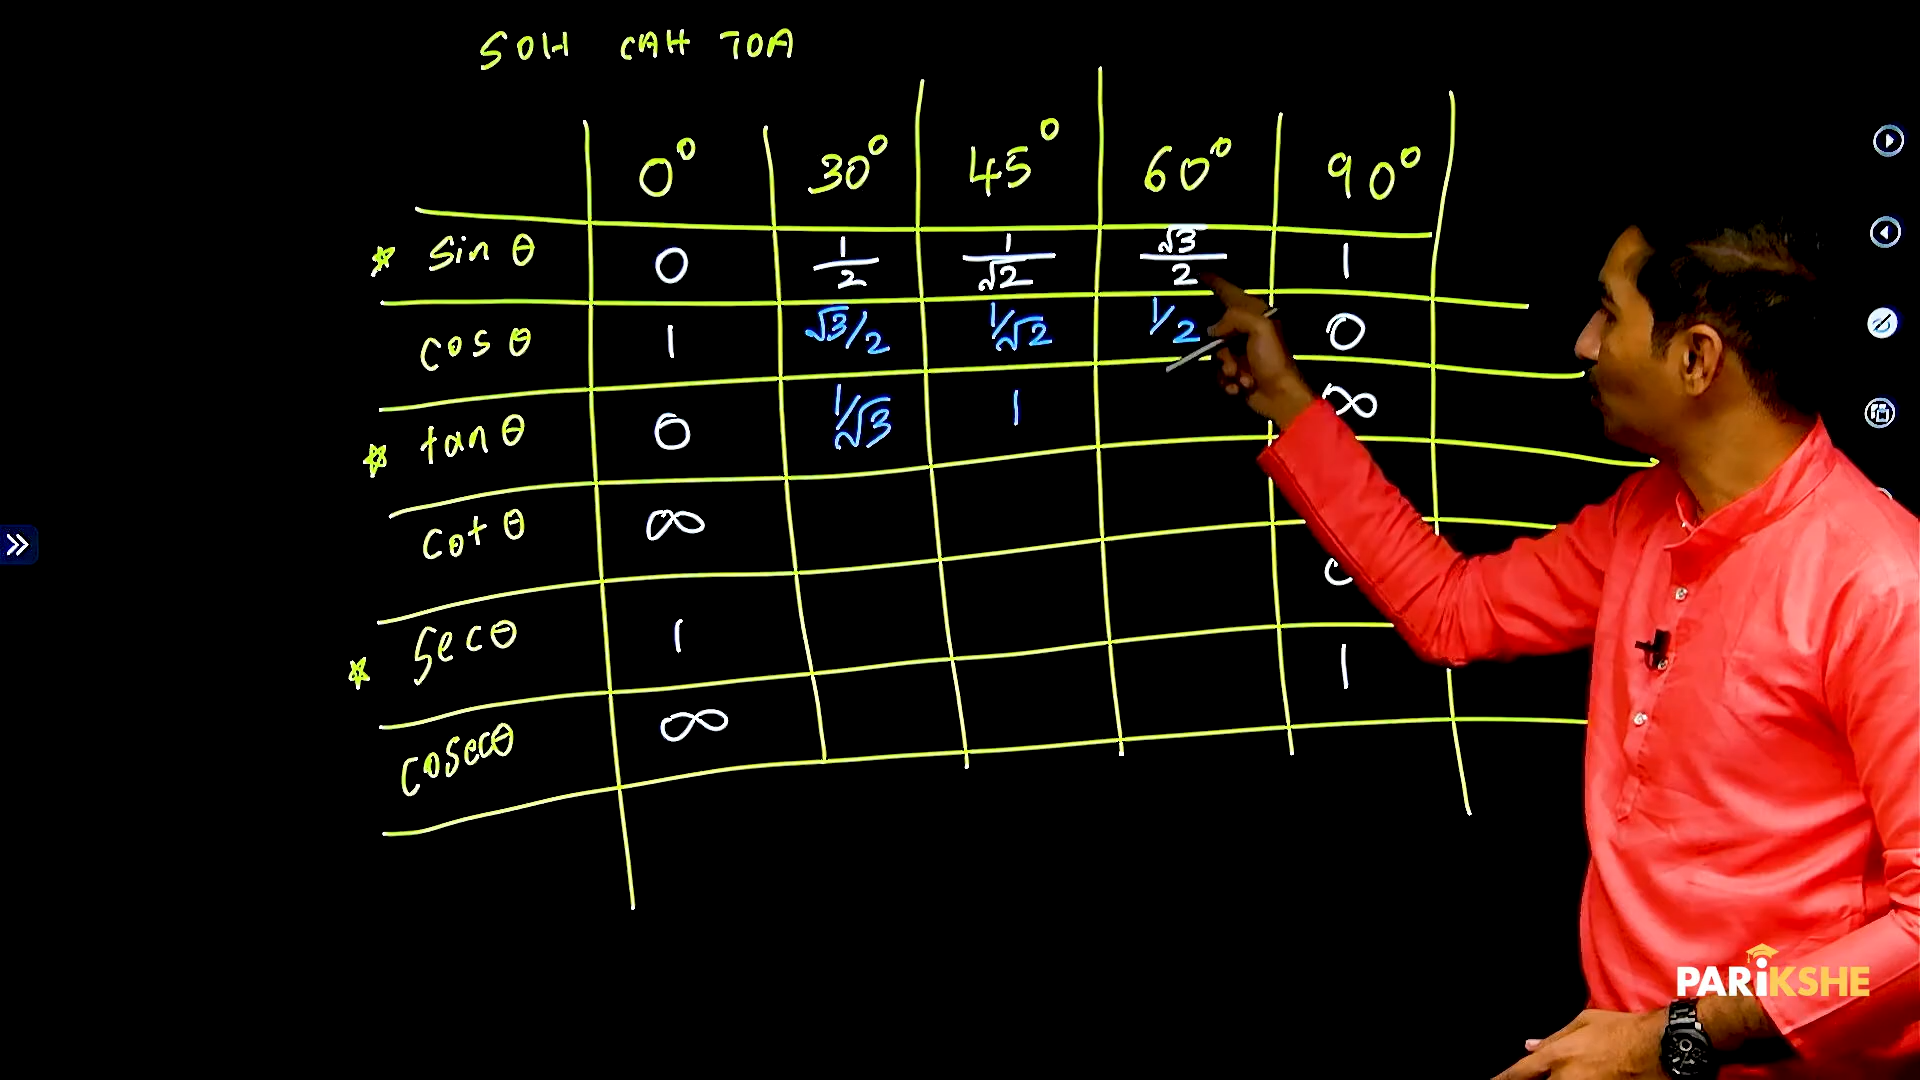 SOH CAH TOA
0° 30° 45° 60° 90°
☆ Sin θ 0 1/2 1/√2 √3/2 1
Cos θ 1 √3/2 1/√2 1/2 0
☆ tan θ 0 1/√3 1 ∞
Cot θ ∞
☆ Sec θ 1 1
Cosec θ ∞
PARiKSHE